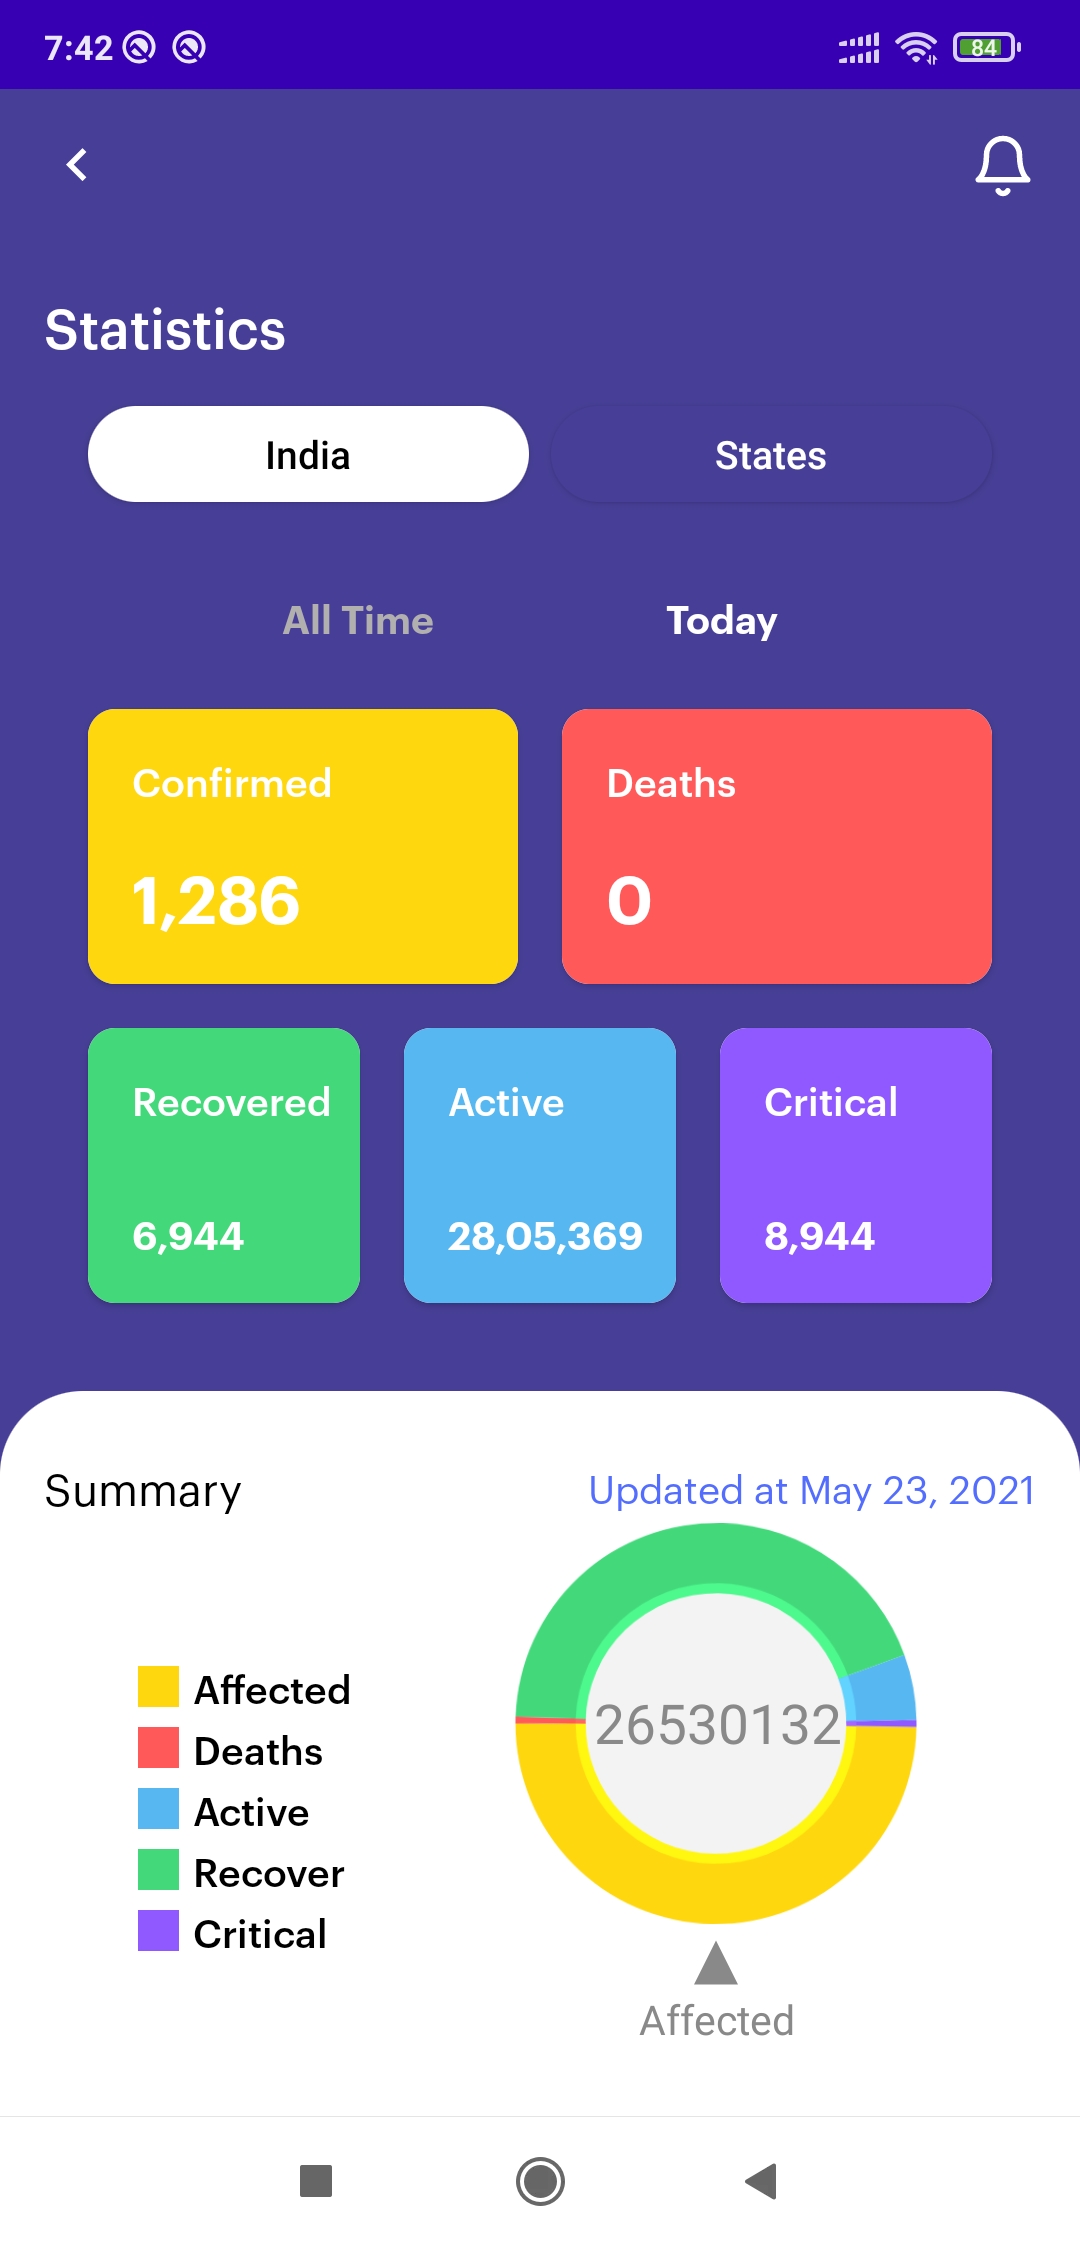 7:42
84
Statistics
India States
All Time Today
Confirmed Deaths
1,286 0
Recovered Active Critical
6,944 28,05,369 8,944
Summary Updated at May 23, 2021
Affected
Deaths
Active
Recover
Critical
26530132
Affected